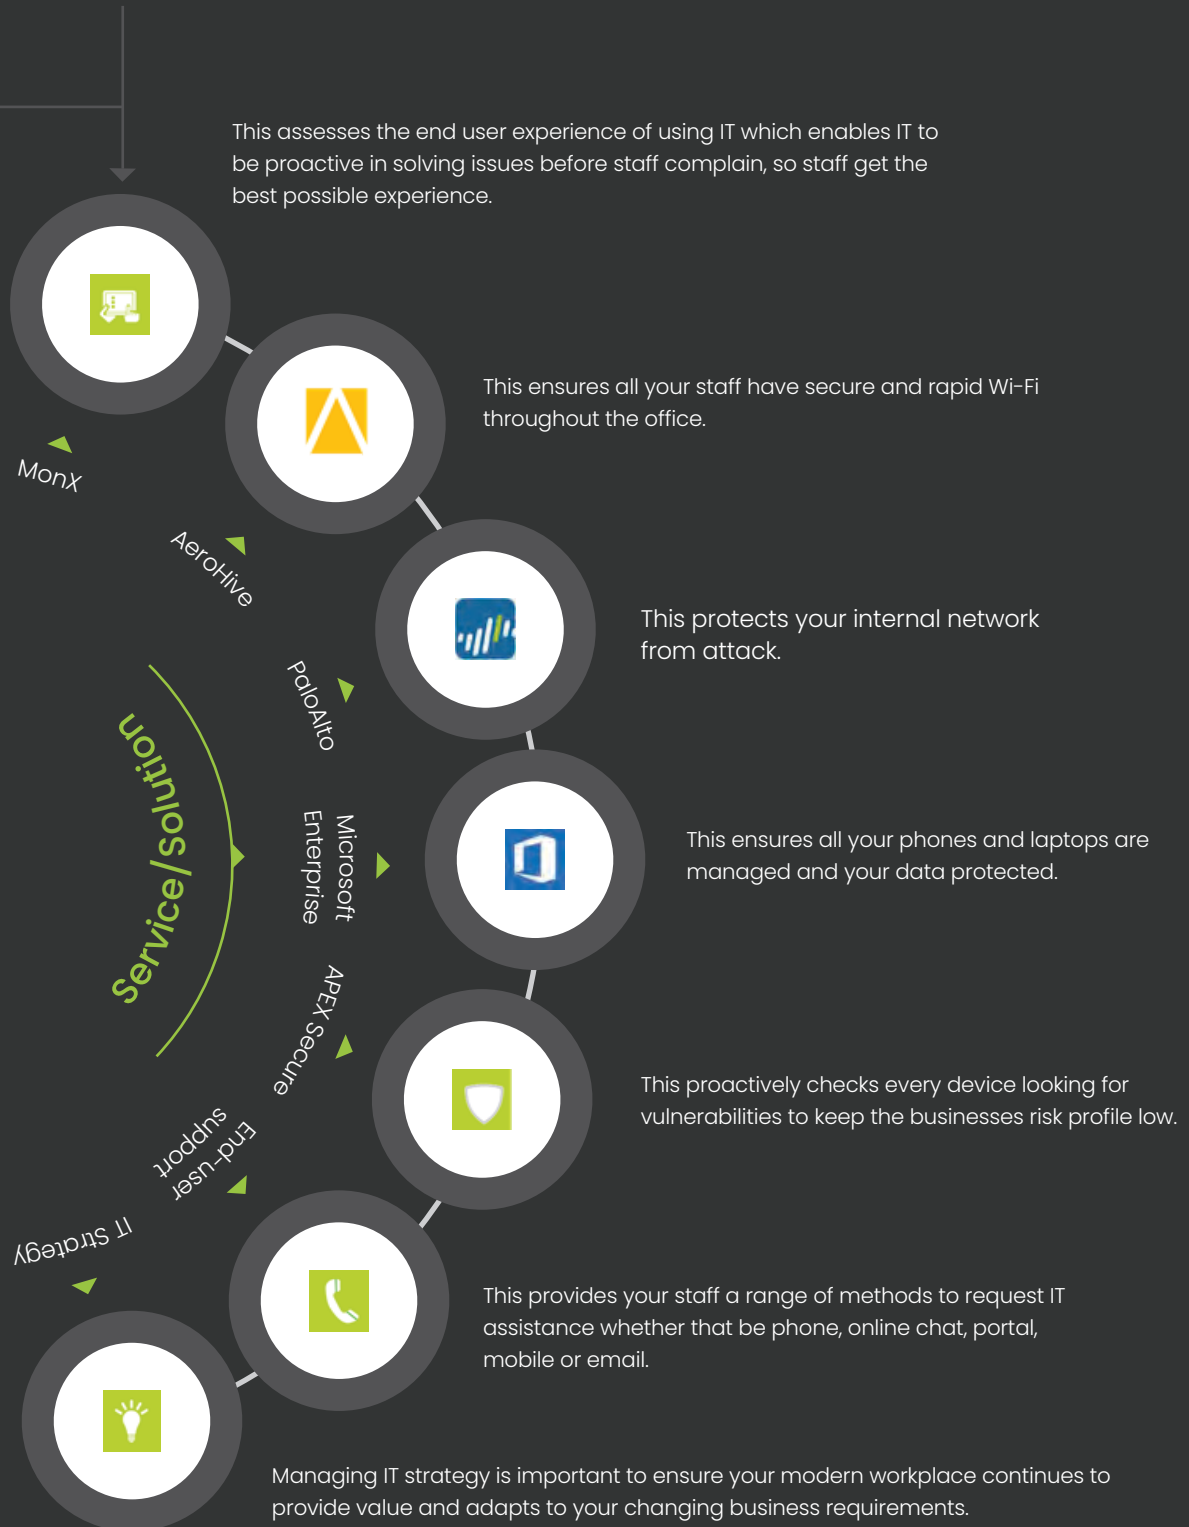 This assesses the end user experience of using IT which enables IT to
be proactive in solving issues before staff complain, so staff get the
best possible experience.
MonX
This ensures all your staff have secure and rapid Wi-Fi
throughout the office.
AeroHive
This protects your internal network
from attack.
PaloAlto
Service/solution
Microsoft
Enterprise
This ensures all your phones and laptops are
managed and your data protected.
APEX Secure
This proactively checks every device looking for
vulnerabilities to keep the businesses risk profile low.
End-user
support
This provides your staff a range of methods to request IT
assistance whether that be phone, online chat, portal,
mobile or email.
IT Strategy
Managing IT strategy is important to ensure your modern workplace continues to
provide value and adapts to your changing business requirements.